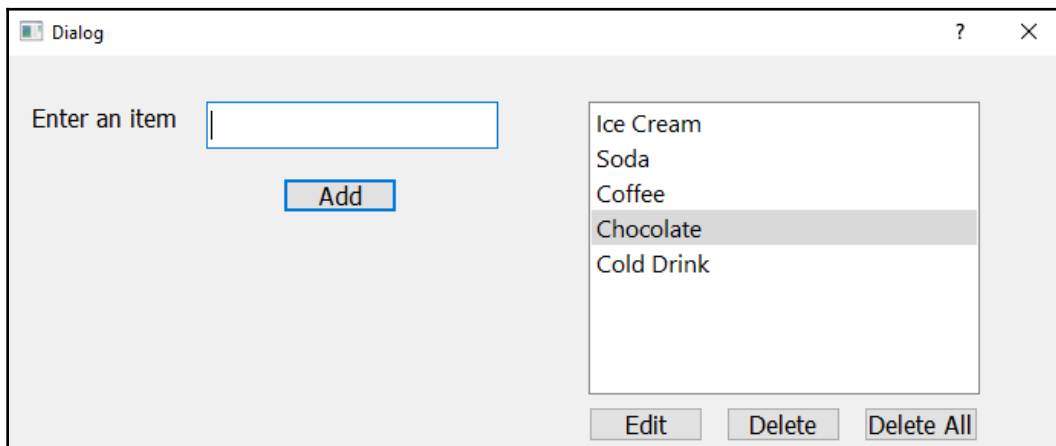 Dialog ?
Enter an item
Add
Ice Cream
Soda
Coffee
Chocolate
Cold Drink
Edit Delete Delete All